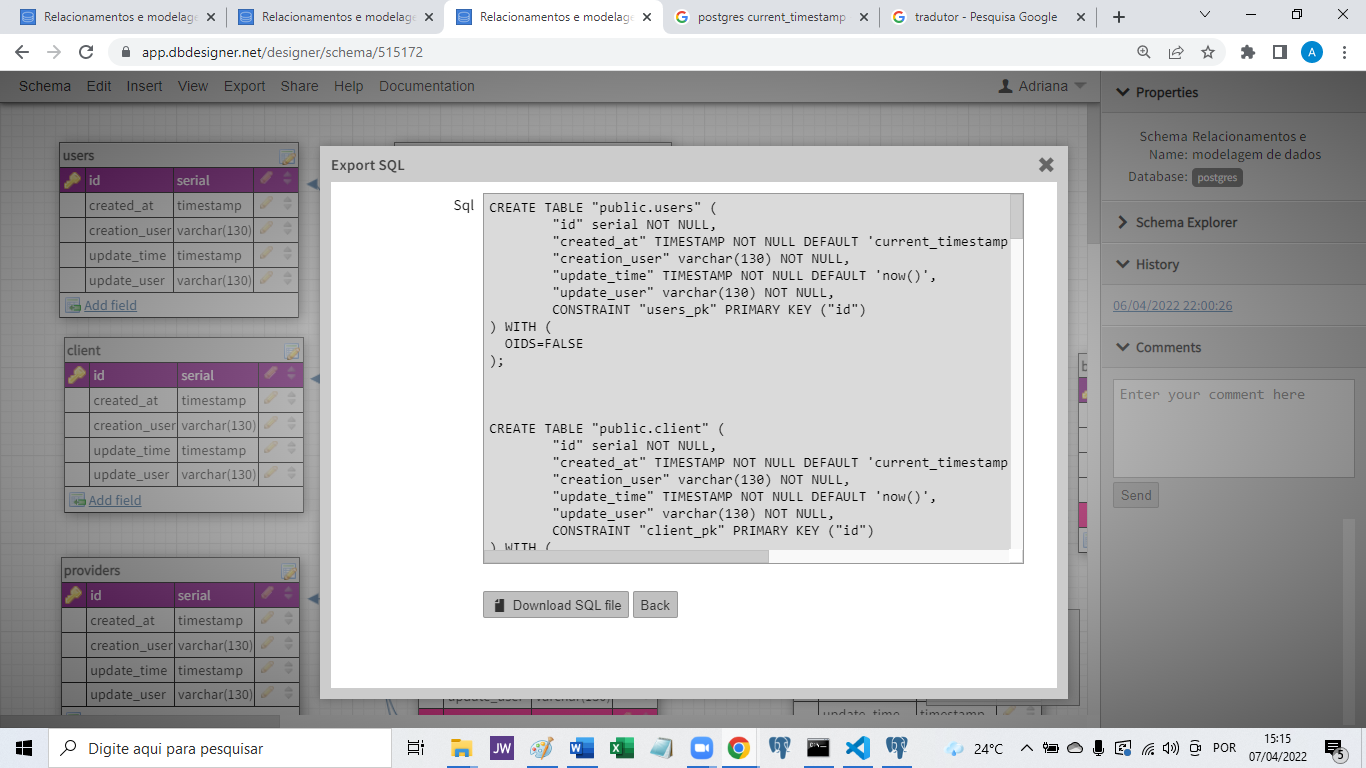 Relacionamentos e modelage
Relacionamentos e modelage
Relacionamentos e modelag
postgres current_timestamp
tradutor - Pesquisa Google
app.dbdesigner.net/designer/schema/515172
A
Schema Edit Insert View Export Share Help Documentation
Adriana
users
id serial
created_at timestamp
creation_user varchar(130)
update_time timestamp
update_user varchar(130)
Add field
client
id serial
created_at timestamp
creation_user varchar(130)
update_time timestamp
update_user varchar(130)
Add field
providers
id serial
created_at timestamp
creation_user varchar(130)
update_time timestamp
update_user varchar(130)
Export SQL
Sql
CREATE TABLE "public.users" (
"id" serial NOT NULL,
"created_at" TIMESTAMP NOT NULL DEFAULT 'current_timestamp
"creation_user" varchar(130) NOT NULL,
"update_time" TIMESTAMP NOT NULL DEFAULT 'now()',
"update_user" varchar(130) NOT NULL,
CONSTRAINT "users_pk" PRIMARY KEY ("id")
) WITH (
OIDS=FALSE
);
CREATE TABLE "public.client" (
"id" serial NOT NULL,
"created_at" TIMESTAMP NOT NULL DEFAULT 'current_timestamp
"creation_user" varchar(130) NOT NULL,
"update_time" TIMESTAMP NOT NULL DEFAULT 'now()',
"update_user" varchar(130) NOT NULL,
CONSTRAINT "client_pk" PRIMARY KEY ("id")
) WITH (
Download SQL file
Back
update_time timestamp
Properties
Schema Name: Relacionamentos e
modelagem de dados
Database: postgres
Schema Explorer
History
06/04/2022 22:00:26
Comments
Enter your comment here
Send
Digite aqui para pesquisar
JW
24°C
POR
15:15
07/04/2022
5